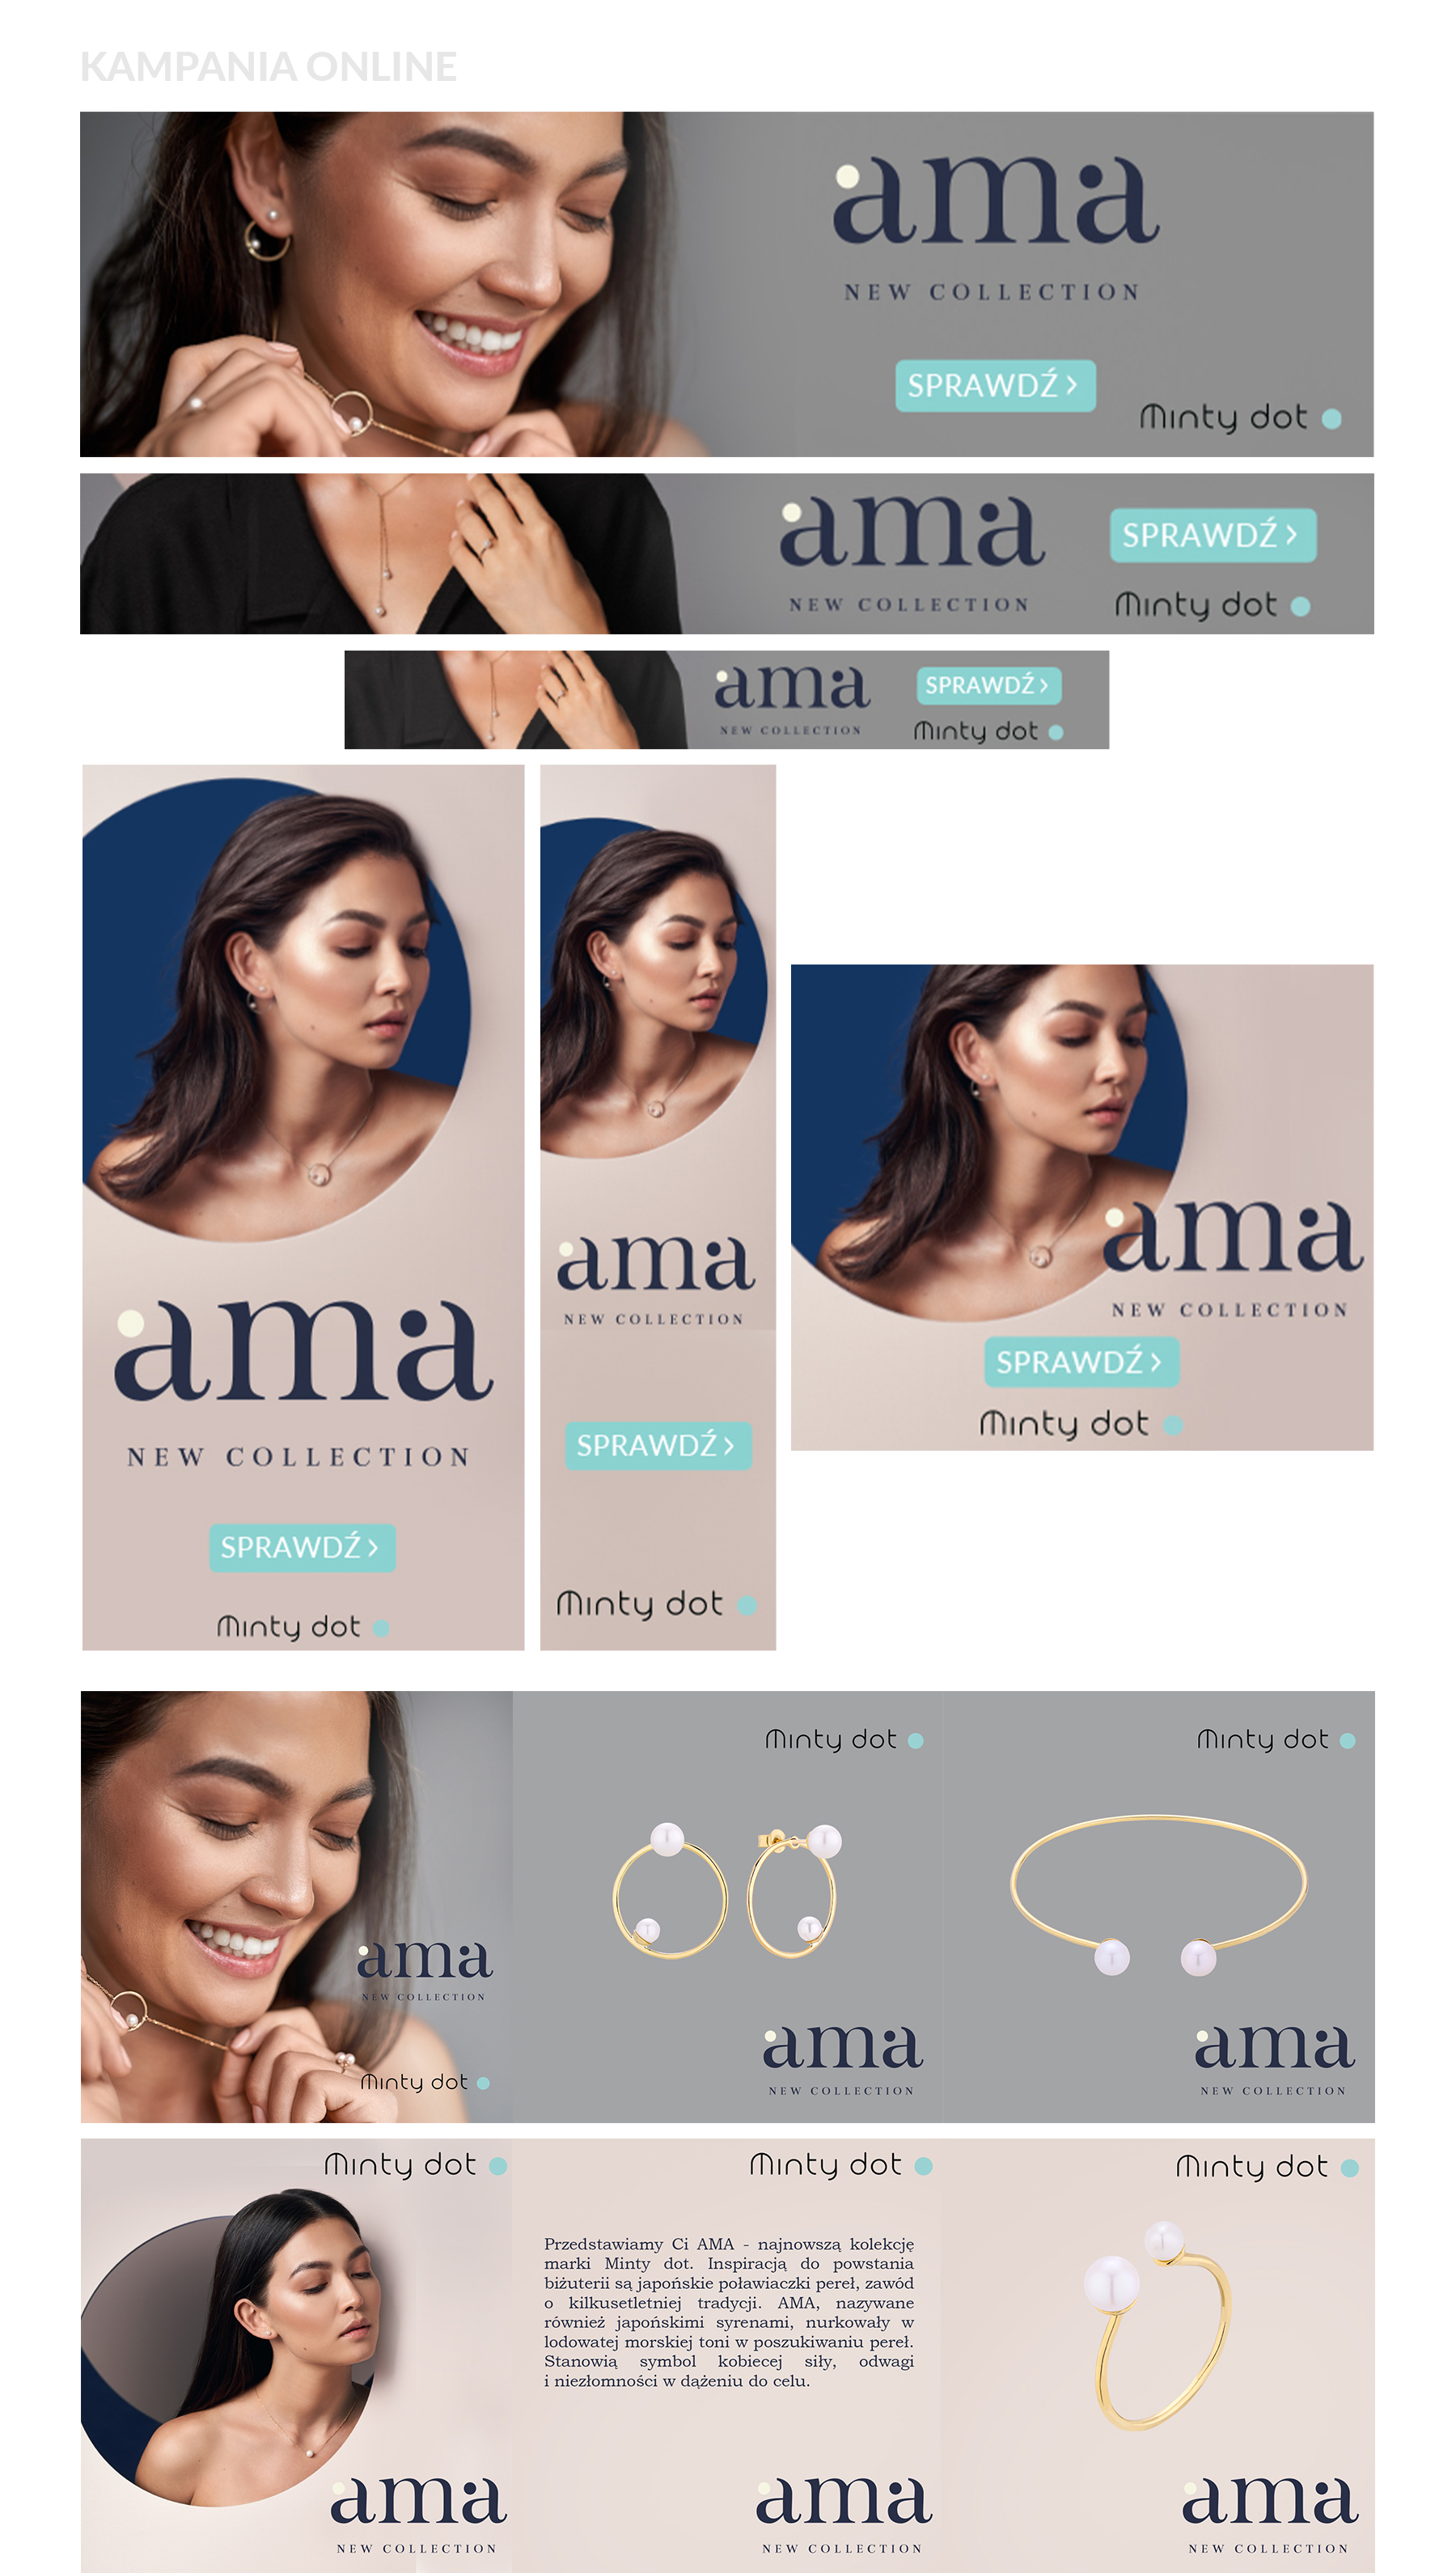 KAMPANIA ONLINE
ama
NEW COLLECTION
SPRAWDŹ >
Minty dot
ama
NEW COLLECTION
SPRAWDŹ >
Minty dot
ama
NEW COLLECTION
SPRAWDŹ >
Minty dot
ama
NEW COLLECTION
SPRAWDŹ >
Minty dot
ama
NEW COLLECTION
SPRAWDŹ >
Minty dot
ama
NEW COLLECTION
SPRAWDŹ >
Minty dot
ama
NEW COLLECTION
Minty dot
Minty dot
ama
NEW COLLECTION
Minty dot
ama
NEW COLLECTION
Minty dot
ama
NEW COLLECTION
Minty dot
Przedstawiamy Ci AMA - najnowszą kolekcję
marki Minty dot. Inspiracją do powstania
biżuterii są japońskie poławiaczki pereł, zawód
o kilkusetletniej tradycji. AMA, nazywane
również japońskimi syrenami, nurkowały w
lodowatej morskiej toni w poszukiwaniu pereł.
Stanowią symbol kobiecej siły, odwagi
i niezłomności w dążeniu do celu.
ama
NEW COLLECTION
Minty dot
ama
NEW COLLECTION